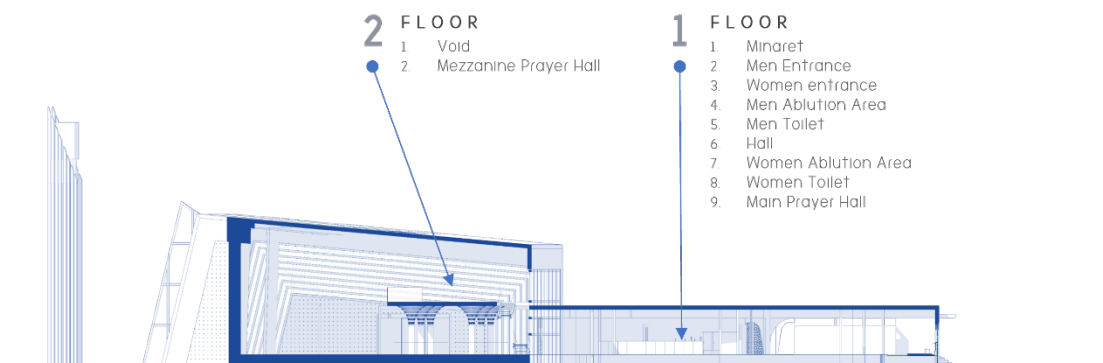 2 FLOOR
1. Void
2. Mezzanine Prayer Hall
1 FLOOR
1. Minaret
2. Men Entrance
3. Women entrance
4. Men Ablution Area
5. Men Toilet
6. Hall
7. Women Ablution Area
8. Women Toilet
9. Main Prayer Hall